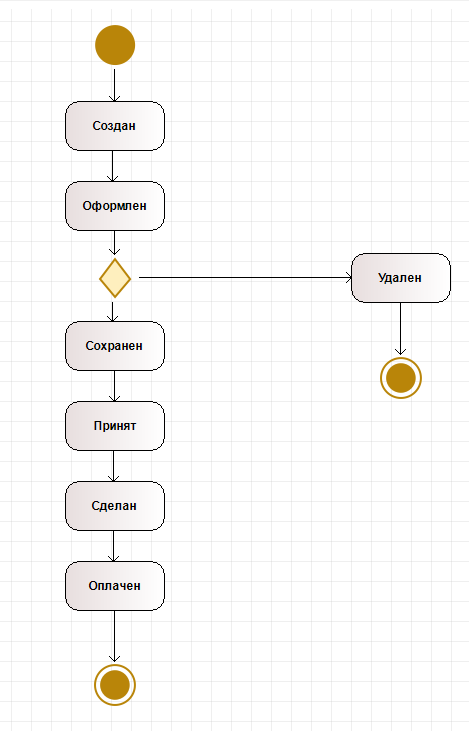 Создан
Оформлен
Удален
Сохранен
Принят
Сделан
Оплачен